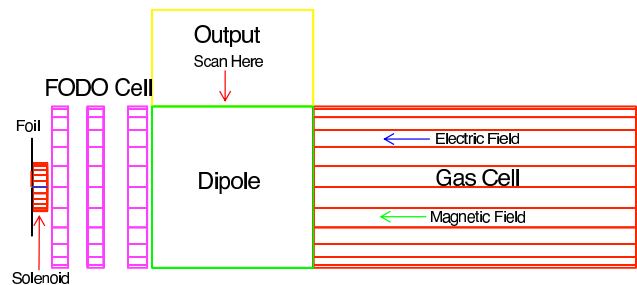 Output
Scan Here
FODO Cell
Foil
Electric Field
Dipole
Gas Cell
Magnetic Field
Solenoid